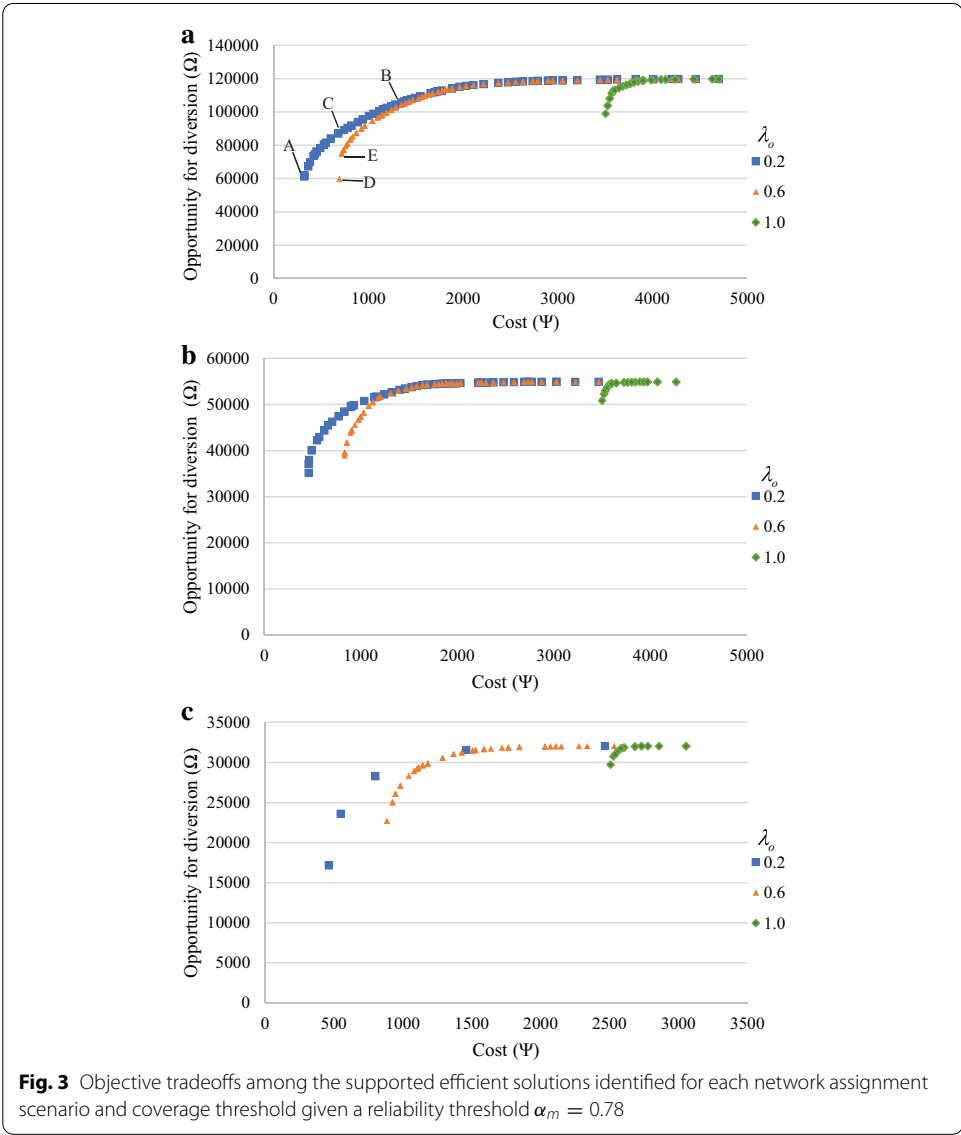 a
Opportunity for diversion (Ω)
140000
120000
100000
80000
60000
40000
20000
0
A
C
B
E
D
0 1000 2000 3000 4000 5000
Cost (Ψ)
λo
0.2
0.6
1.0
b
Opportunity for diversion (Ω)
60000
50000
40000
30000
20000
10000
0
0 1000 2000 3000 4000 5000
Cost (Ψ)
λo
0.2
0.6
1.0
c
Opportunity for diversion (Ω)
35000
30000
25000
20000
15000
10000
5000
0
0 500 1000 1500 2000 2500 3000 3500
Cost (Ψ)
λo
0.2
0.6
1.0
Fig. 3 Objective tradeoffs among the supported efficient solutions identified for each network assignment
scenario and coverage threshold given a reliability threshold αm = 0.78